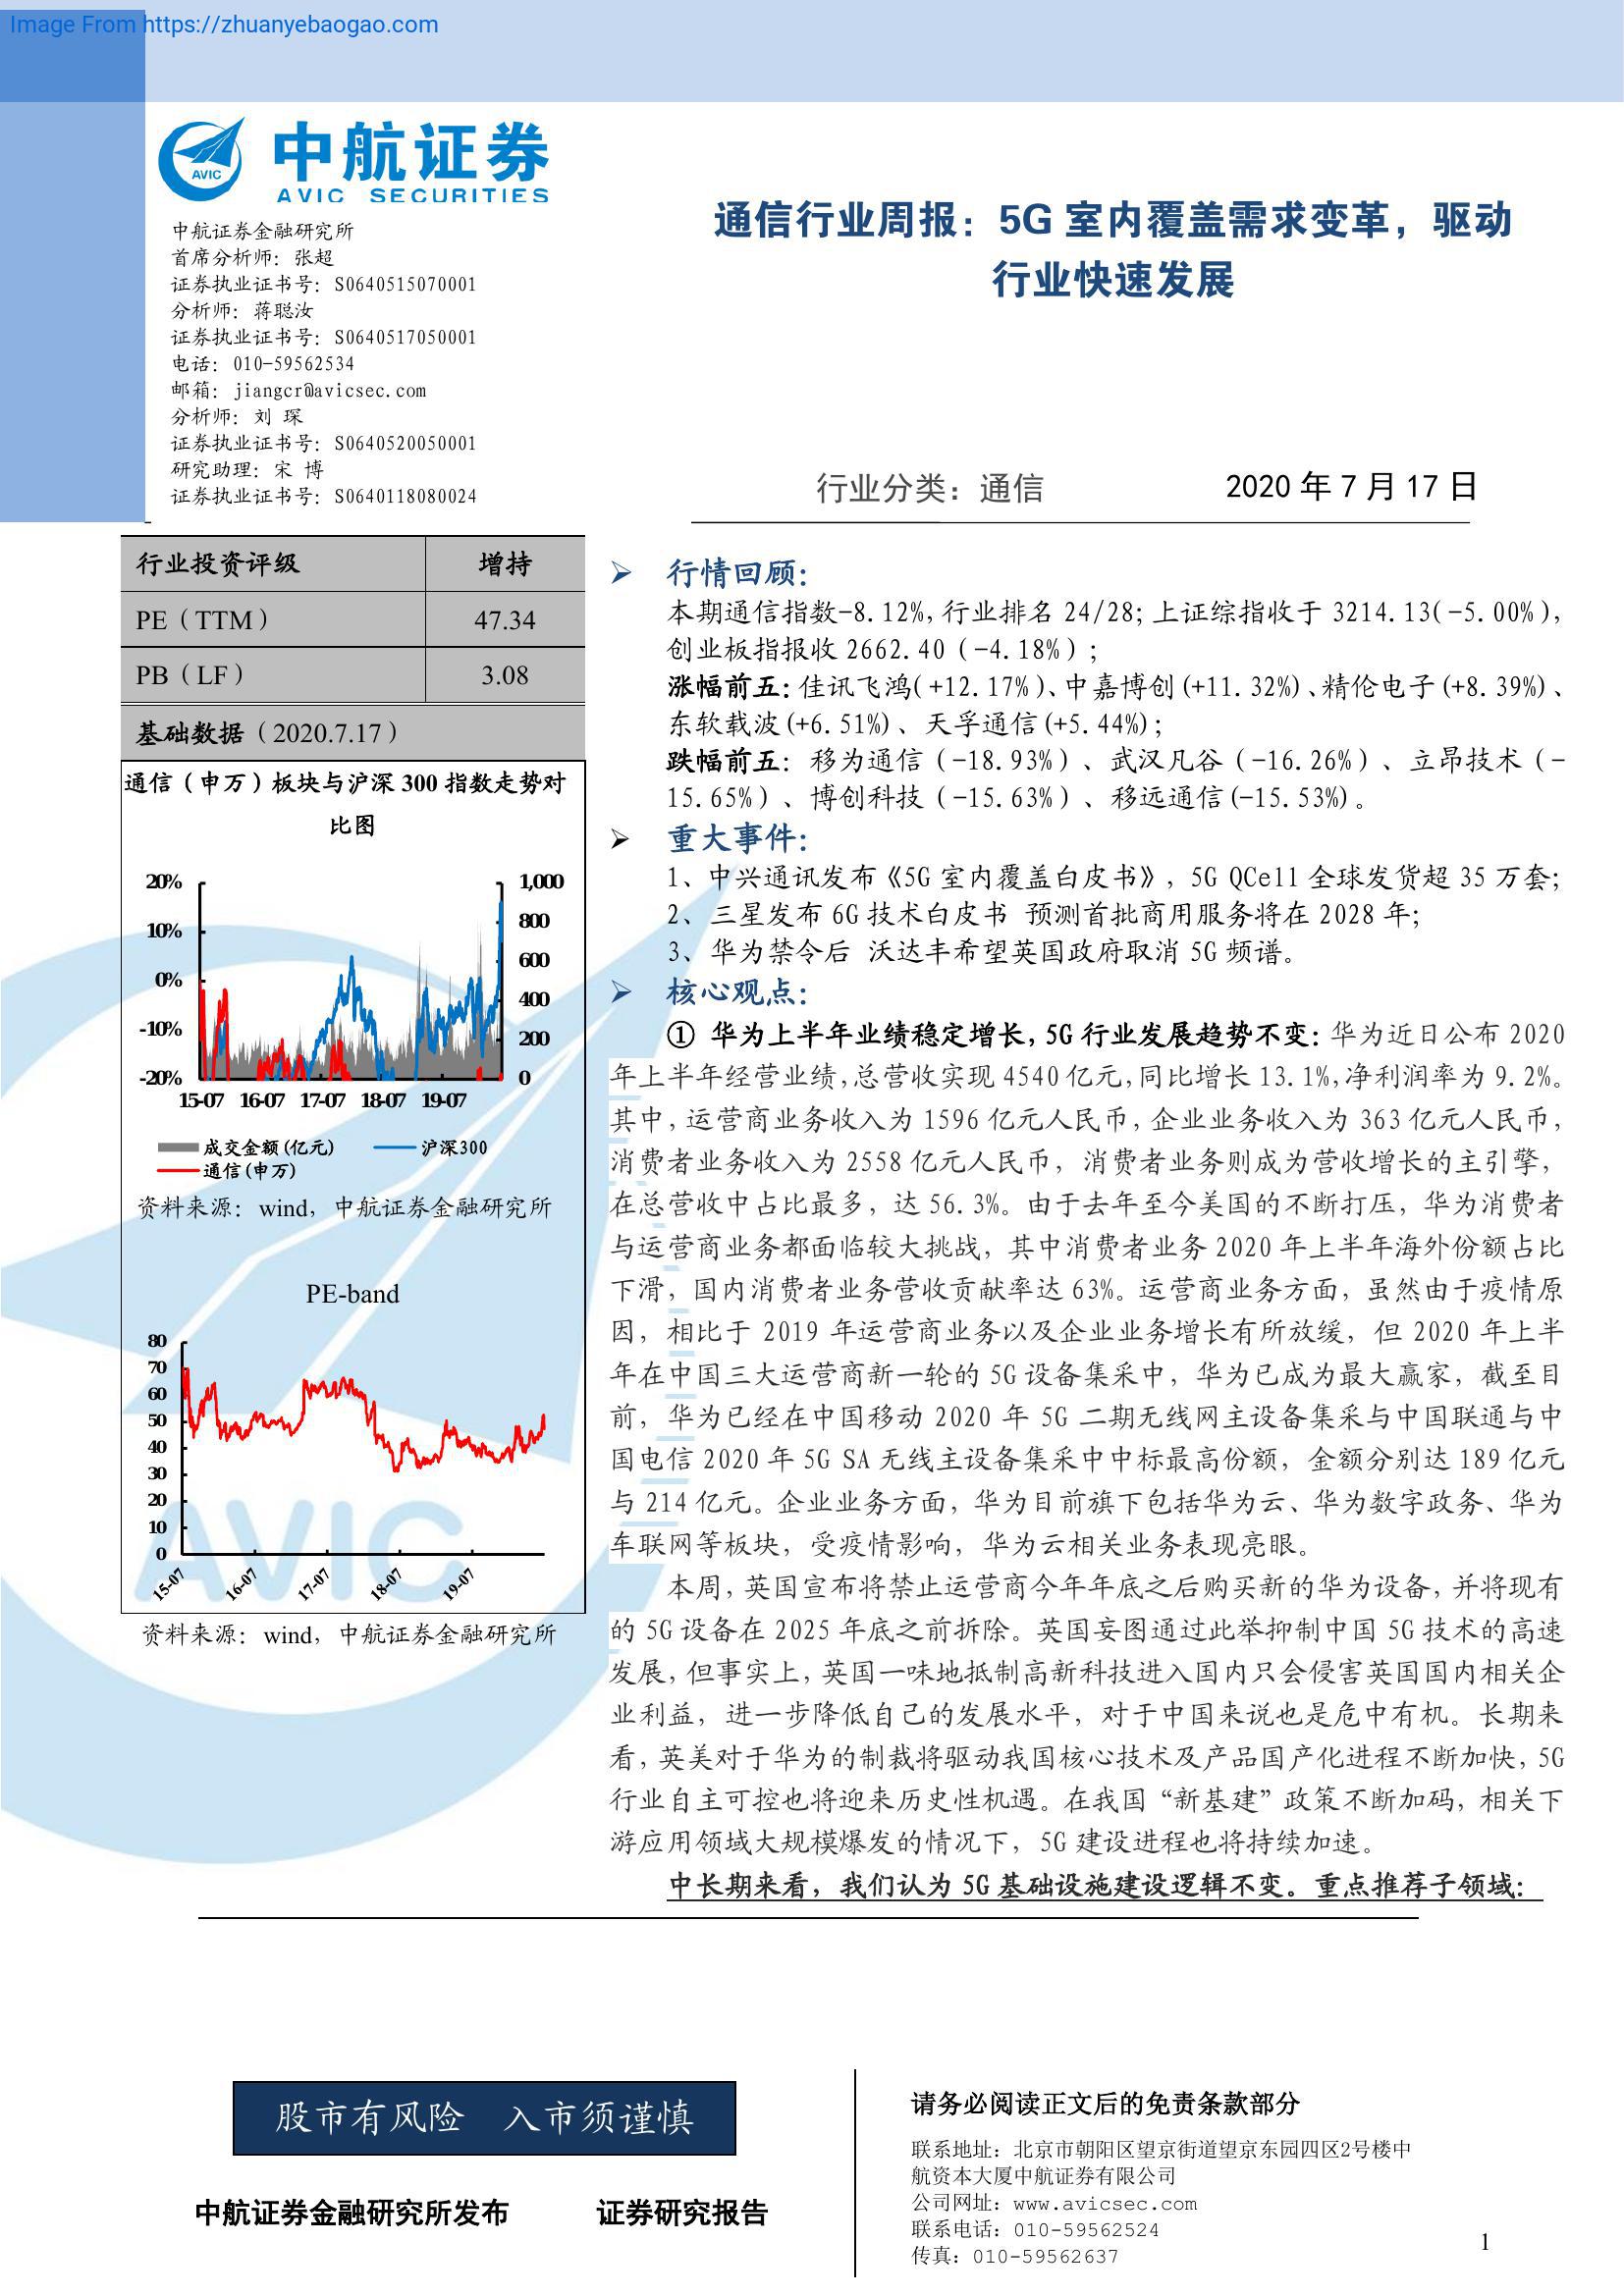 Image From https://zhuanyebaogao.com
AVIC
中航证券
AVIC SECURITIES
中航证券金融研究所
首席分析师：张超
证券执业证书号：S0640515070001
分析师：蒋聪汝
证券执业证书号：S0640517050001
电话：010-59562534
邮箱：jiangcr@avicsec.com
分析师：刘 琛
证券执业证书号：S0640520050001
研究助理：宋 博
证券执业证书号：S0640118080024
通信行业周报：5G 室内覆盖需求变革，驱动
行业快速发展
行业分类：通信 2020 年 7 月 17 日
行业投资评级 增持
PE（TTM） 47.34
PB（LF） 3.08
基础数据（2020.7.17）
通信（申万）板块与沪深 300 指数走势对
比图
20%
10%
0%
-10%
-20%
1,000
800
600
400
200
0
15-07 16-07 17-07 18-07 19-07
成交金额(亿元) 沪深300
通信(申万)
资料来源：wind，中航证券金融研究所
PE-band
80
70
60
50
40
30
20
10
0
15-07 16-07 17-07 18-07 19-07
资料来源：wind，中航证券金融研究所
AVIC
➢ 行情回顾：
本期通信指数-8.12%,行业排名 24/28;上证综指收于 3214.13(-5.00%),
创业板指报收 2662.40（-4.18%）;
涨幅前五:佳讯飞鸿(+12.17%)、中嘉博创(+11.32%)、精伦电子(+8.39%)、
东软载波(+6.51%)、天孚通信(+5.44%);
跌幅前五：移为通信（-18.93%）、武汉凡谷（-16.26%）、立昂技术（-
15.65%）、博创科技（-15.63%）、移远通信(-15.53%)。
➢ 重大事件：
1、中兴通讯发布《5G 室内覆盖白皮书》，5G QCell 全球发货超 35 万套;
2、三星发布 6G 技术白皮书 预测首批商用服务将在 2028 年;
3、华为禁令后 沃达丰希望英国政府取消 5G 频谱。
➢ 核心观点：
① 华为上半年业绩稳定增长，5G 行业发展趋势不变：华为近日公布 2020
年上半年经营业绩,总营收实现 4540 亿元,同比增长 13.1%,净利润率为 9.2%。
其中，运营商业务收入为 1596 亿元人民币，企业业务收入为 363 亿元人民币，
消费者业务收入为 2558 亿元人民币，消费者业务则成为营收增长的主引擎，
在总营收中占比最多，达 56.3%。由于去年至今美国的不断打压，华为消费者
与运营商业务都面临较大挑战，其中消费者业务 2020 年上半年海外份额占比
下滑，国内消费者业务营收贡献率达 63%。运营商业务方面，虽然由于疫情原
因，相比于 2019 年运营商业务以及企业业务增长有所放缓，但 2020 年上半
年在中国三大运营商新一轮的 5G 设备集采中，华为已成为最大赢家，截至目
前，华为已经在中国移动 2020 年 5G 二期无线网主设备集采与中国联通与中
国电信 2020 年 5G SA 无线主设备集采中中标最高份额，金额分别达 189 亿元
与 214 亿元。企业业务方面，华为目前旗下包括华为云、华为数字政务、华为
车联网等板块，受疫情影响，华为云相关业务表现亮眼。
本周，英国宣布将禁止运营商今年年底之后购买新的华为设备，并将现有
的 5G 设备在 2025 年底之前拆除。英国妄图通过此举抑制中国 5G 技术的高速
发展，但事实上，英国一味地抵制高新科技进入国内只会侵害英国国内相关企
业利益，进一步降低自己的发展水平，对于中国来说也是危中有机。长期来
看，英美对于华为的制裁将驱动我国核心技术及产品国产化进程不断加快，5G
行业自主可控也将迎来历史性机遇。在我国“新基建”政策不断加码，相关下
游应用领域大规模爆发的情况下，5G 建设进程也将持续加速。
中长期来看，我们认为 5G 基础设施建设逻辑不变。重点推荐子领域：
股市有风险 入市须谨慎
中航证券金融研究所发布 证券研究报告
请务必阅读正文后的免责条款部分
联系地址：北京市朝阳区望京街道望京东园四区2号楼中
航资本大厦中航证券有限公司
公司网址：www.avicsec.com
联系电话：010-59562524
传真：010-59562637
1